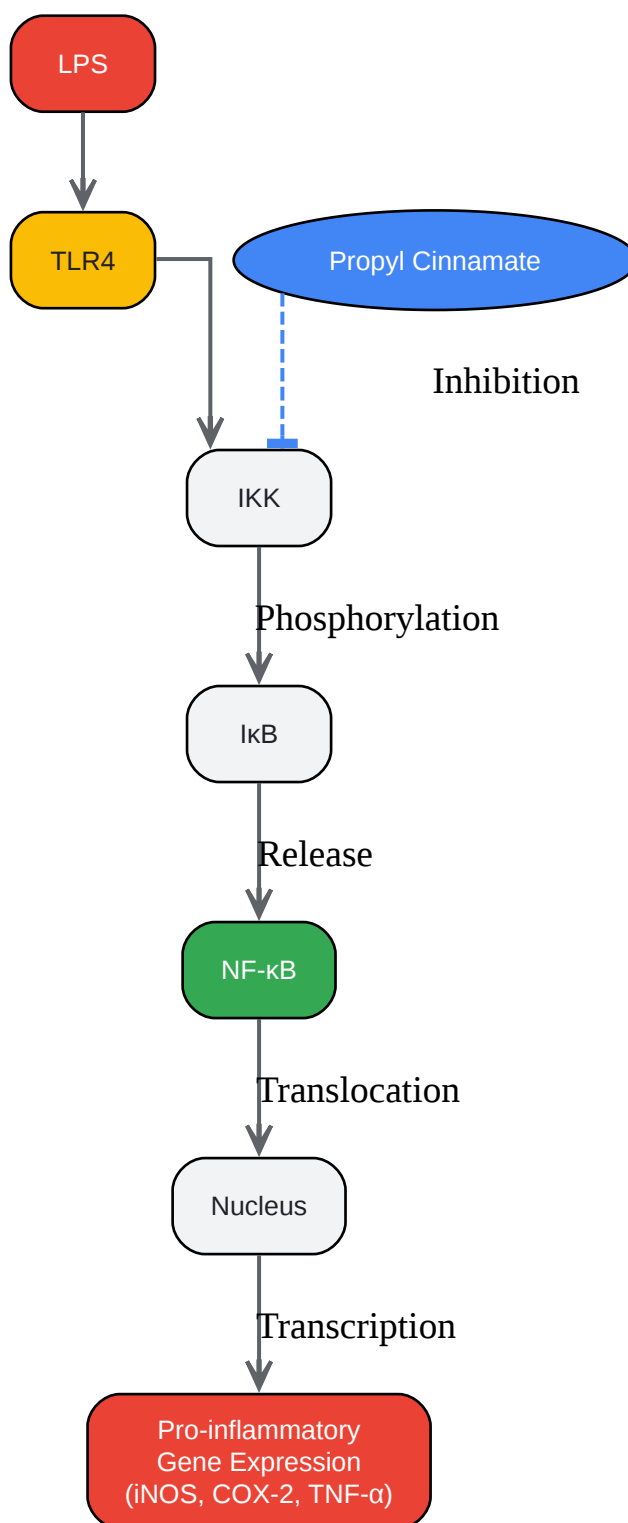 LPS
TLR4
Propyl Cinnamate
Inhibition
IKK
Phosphorylation
IκB
Release
NF-κB
Translocation
Nucleus
Transcription
Pro-inflammatory
Gene Expression
(iNOS, COX-2, TNF-α)